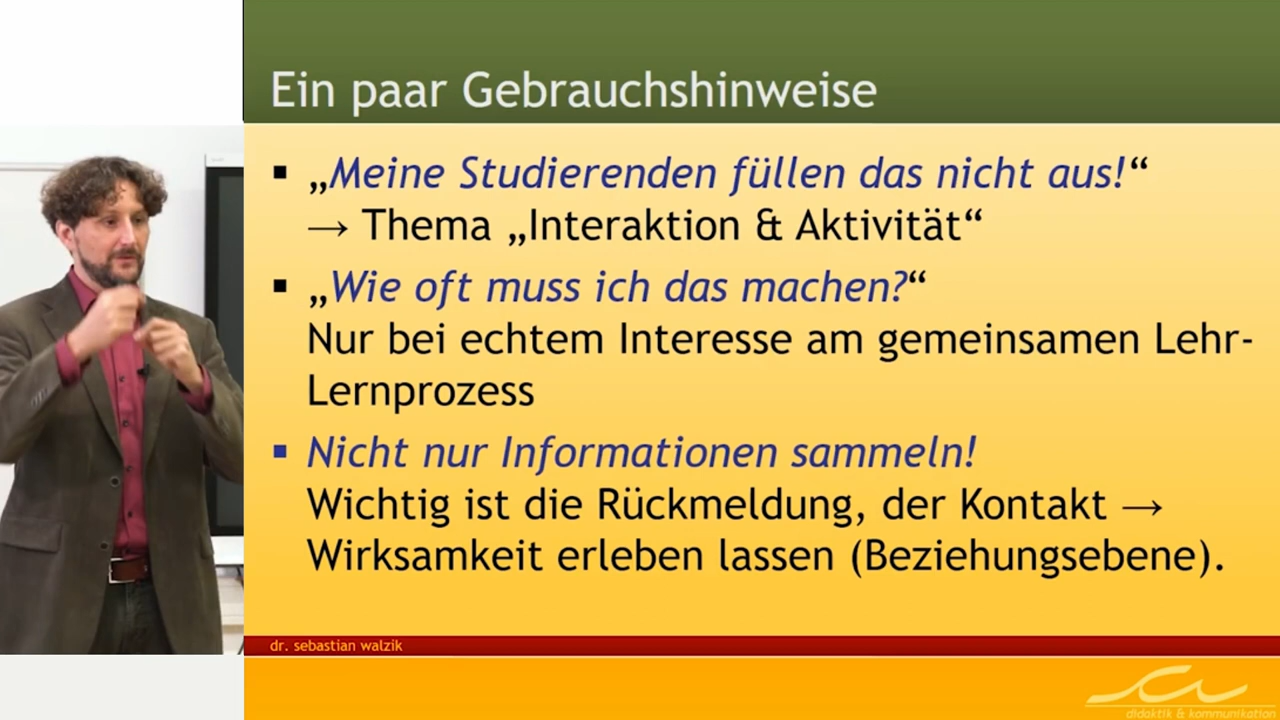 Ein paar Gebrauchshinweise
▪ „Meine Studierenden füllen das nicht aus!“
→ Thema „Interaktion & Aktivität“
▪ „Wie oft muss ich das machen?“
Nur bei echtem Interesse am gemeinsamen Lehr-
Lernprozess
▪ Nicht nur Informationen sammeln!
Wichtig ist die Rückmeldung, der Kontakt →
Wirksamkeit erleben lassen (Beziehungsebene).
dr. sebastian walzik
didaktik & kommunikation